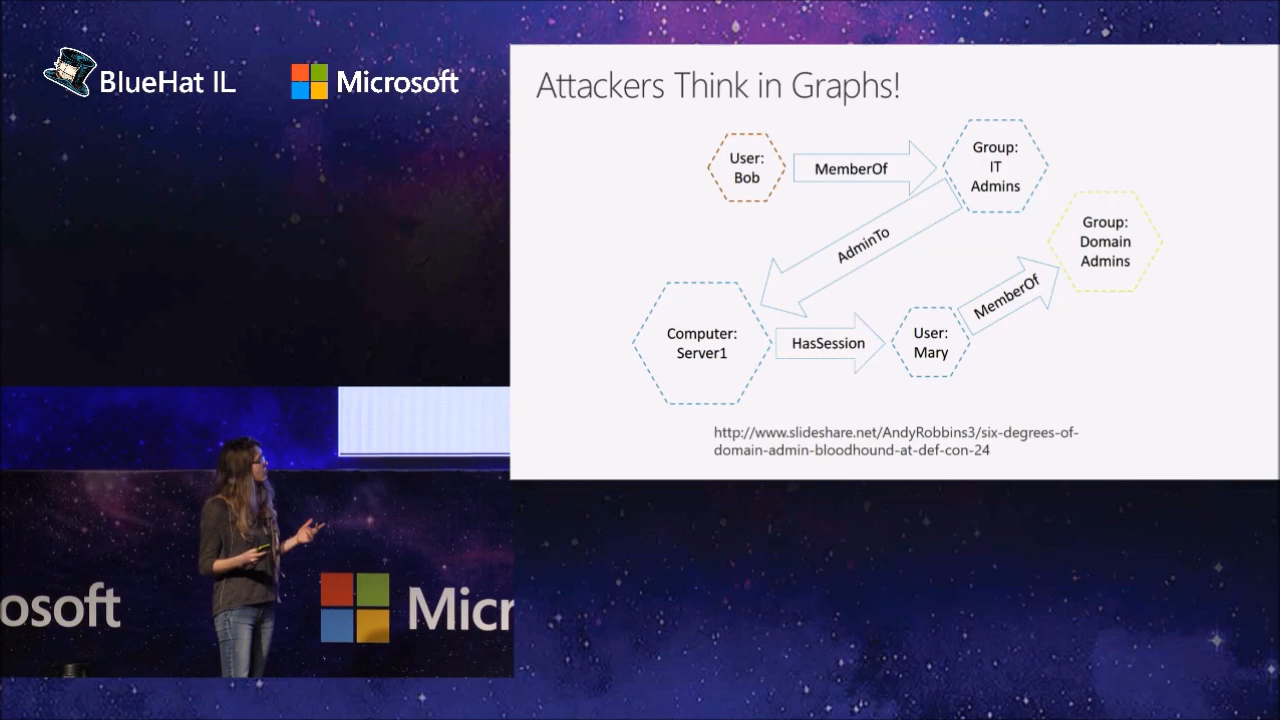 BlueHat IL
Microsoft
Attackers Think in Graphs!
User:
Bob
MemberOf
Group:
IT
Admins
AdminTo
Group:
Domain
Admins
Computer:
Server1
HasSession
User:
Mary
MemberOf
http://www.slideshare.net/AndyRobbins3/six-degrees-of-
domain-admin-bloodhound-at-def-con-24
osoft
Micr